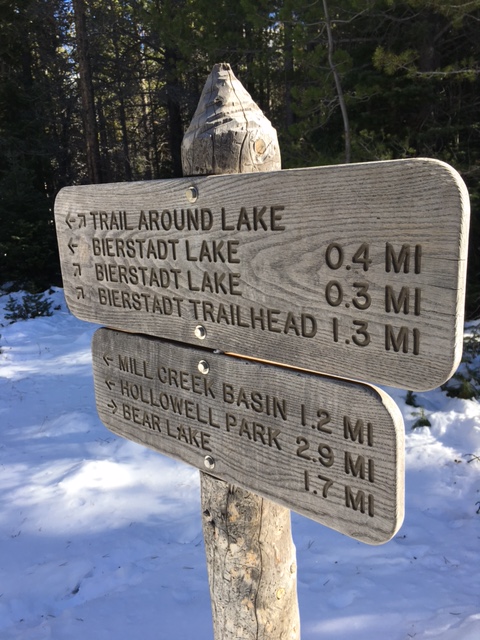 ←↗ TRAIL AROUND LAKE
← BIERSTADT LAKE 0.4 MI
↗ BIERSTADT LAKE 0.3 MI
↗ BIERSTADT TRAILHEAD 1.3 MI
← MILL CREEK BASIN 1.2 MI
← HOLLOWELL PARK 2.9 MI
→ BEAR LAKE 1.7 MI